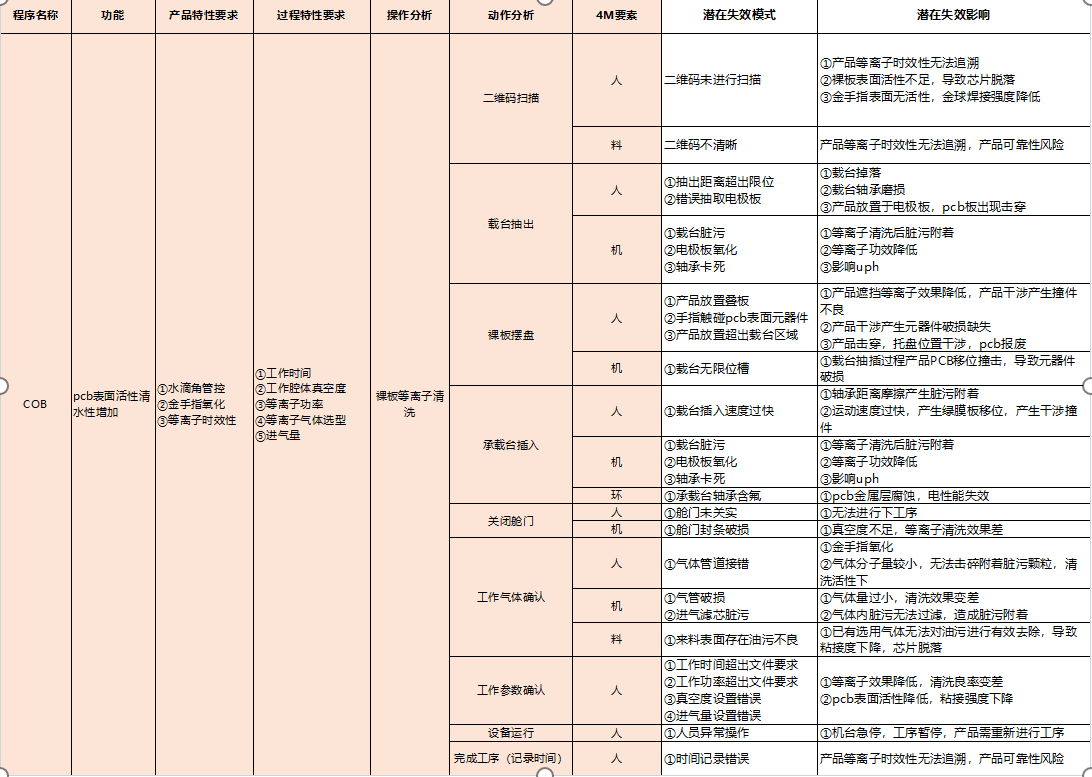 程序名称 功能 产品特性要求 过程特性要求 操作分析 动作分析 4M要素 潜在失效模式 潜在失效影响
COB
pcb表面活性清
水性增加
①水滴角管控
②金手指氧化
③等离子时效性
①工作时间
②工作腔体真空度
③等离子功率
④等离子气体选型
⑤进气量
裸板等离子清
洗
二维码扫描
人
二维码未进行扫描
①产品等离子时效性无法追溯
②裸板表面活性不足，导致芯片脱落
③金手指表面无活性，金球焊接强度降低
料
二维码不清晰
产品等离子时效性无法追溯，产品可靠性风险
载台抽出
人
①抽出距离超出限位
②错误抽取电极板
①载台掉落
②载台轴承磨损
③产品放置于电极板，pcb板出现击穿
机
①载台脏污
②电极板氧化
③轴承卡死
①等离子清洗后脏污附着
②等离子功效降低
③影响uph
裸板摆盘
人
①产品放置叠板
②手指触碰pcb表面元器件
③产品放置超出载台区域
①产品遮挡等离子效果降低，产品干涉产生撞件
不良
②产品干涉产生元器件破损缺失
③产品击穿，托盘位置干涉，pcb报废
机
①载台无限位槽
①载台抽插过程产品PCB移位撞击，导致元器件
破损
承载台插入
人
①载台插入速度过快
①轴承距离摩擦产生脏污附着
②运动速度过快，产生绿膜板移位，产生干涉撞
件
机
①载台脏污
②电极板氧化
③轴承卡死
①等离子清洗后脏污附着
②等离子功效降低
③影响uph
环
①承载台轴承含氟
①pcb金属层腐蚀，电性能失效
关闭舱门
人
①舱门未关实
①无法进行下工序
机
①舱门封条破损
①真空度不足，等离子清洗效果差
工作气体确认
人
①气体管道接错
①金手指氧化
②气体分子量较小，无法击碎附着脏污颗粒，清
洗活性下
机
①气管破损
②进气滤芯脏污
①气体量过小，清洗效果变差
②气体内脏污无法过滤，造成脏污附着
料
①来料表面存在油污不良
①已有选用气体无法对油污进行有效去除，导致
粘接度下降，芯片脱落
工作参数确认
人
①工作时间超出文件要求
②工作功率超出文件要求
③真空度设置错误
④进气量设置错误
①等离子效果降低，清洗良率变差
②pcb表面活性降低，粘接强度下降
设备运行
人
①人员异常操作
①机台急停，工序暂停，产品需重新进行工序
完成工序（记录时间）
人
①时间记录错误
产品等离子时效性无法追溯，产品可靠性风险